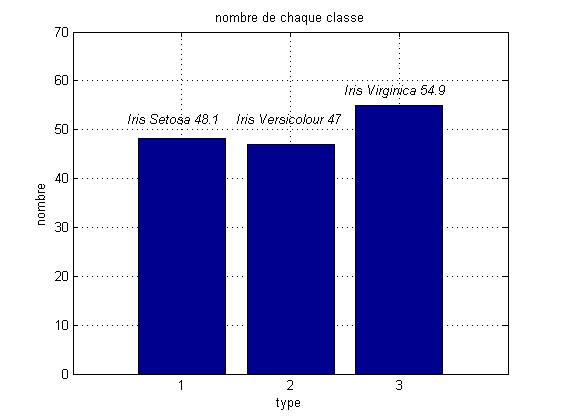 nombre de chaque classe
70
60
50
40
30
20
10
0
nombre
Iris Setosa 48.1
Iris Versicolour 47
Iris Virginica 54.9
1
2
3
type